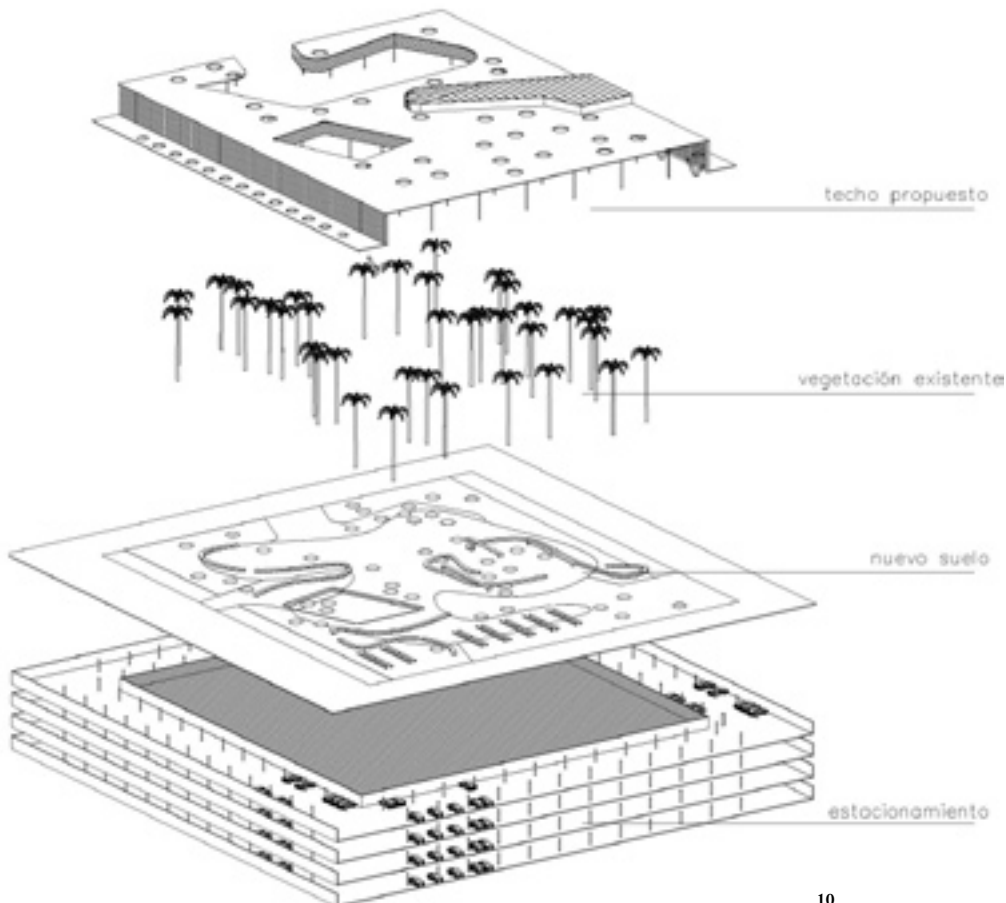 techo propuesto
vegetación existente
nuevo suelo
estacionamiento
10